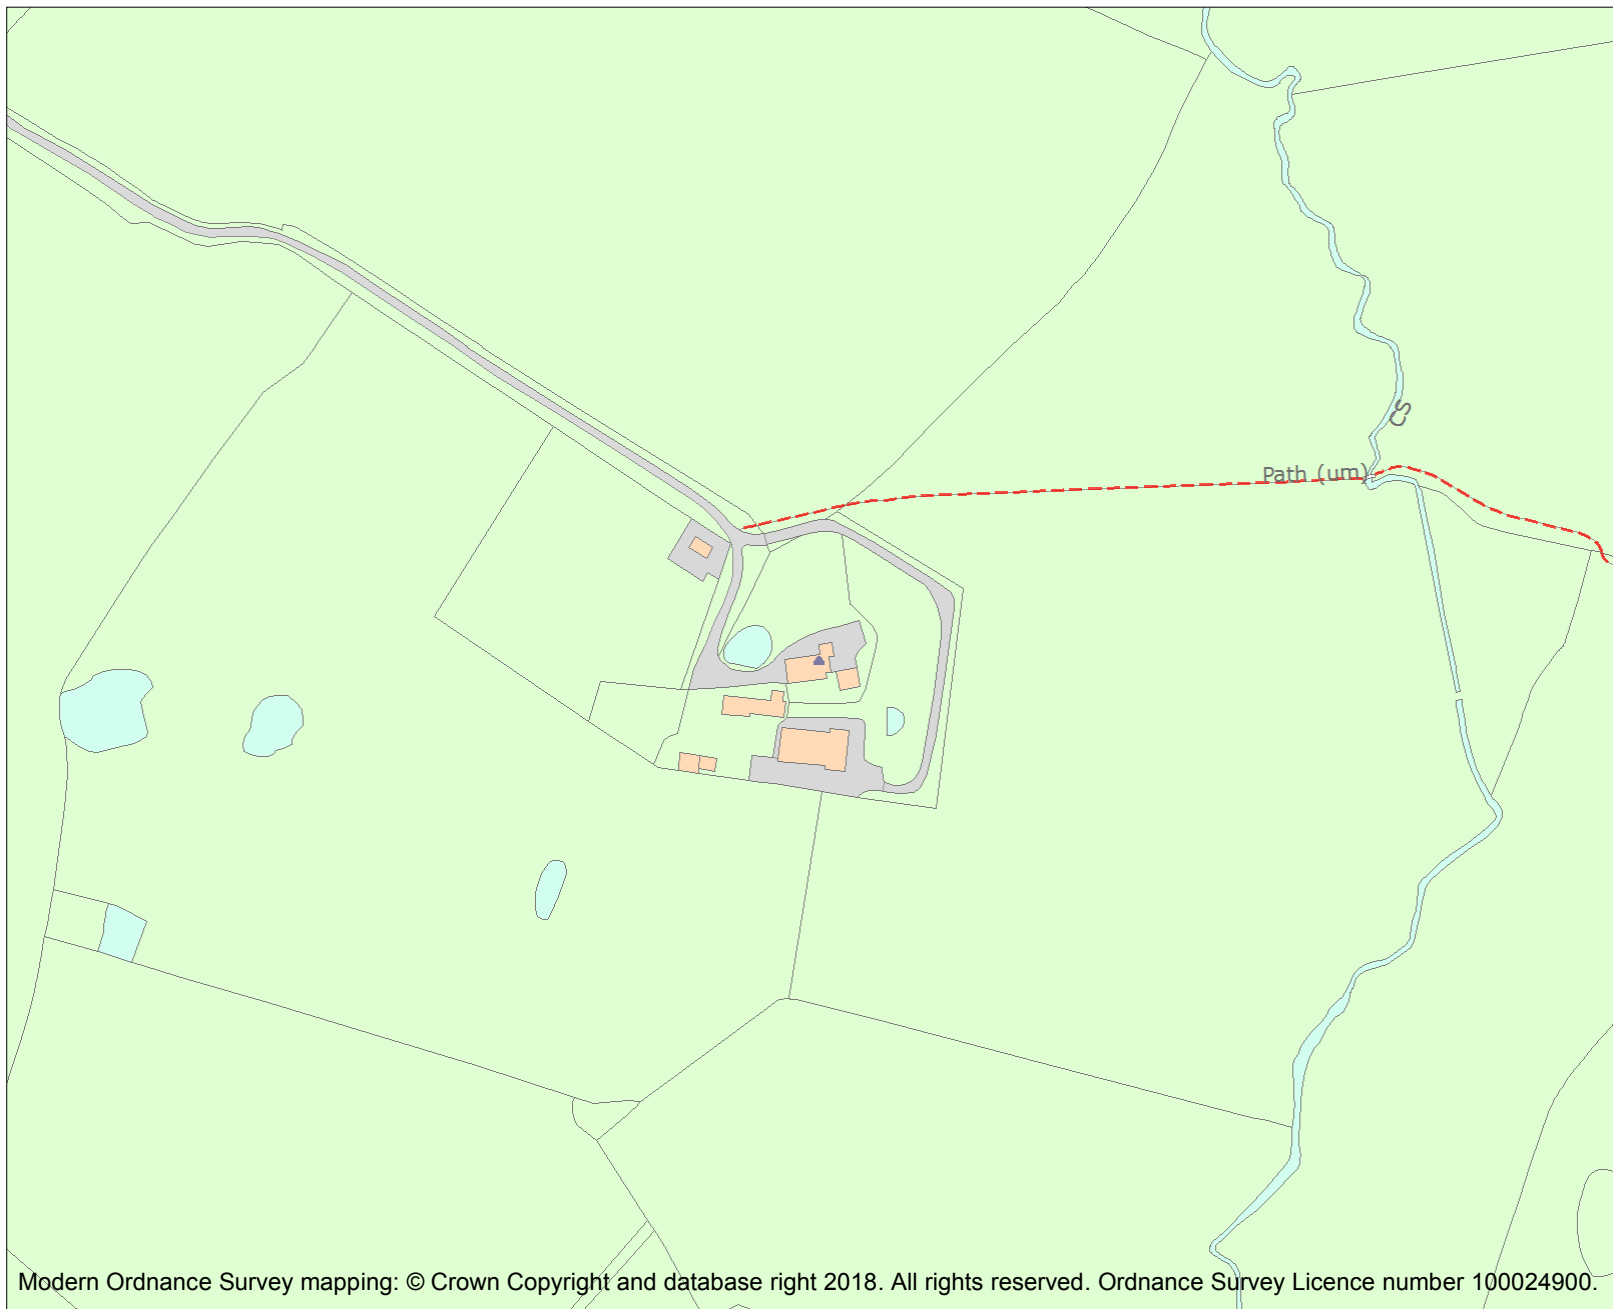 CS
Path (um)
Modern Ordnance Survey mapping: © Crown Copyright and database right 2018. All rights reserved. Ordnance Survey Licence number 100024900.